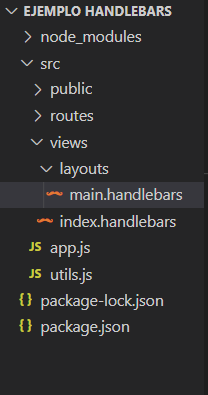 EJEMPLO HANDLEBARS
node_modules
src
public
routes
views
layouts
main.handlebars
index.handlebars
JS app.js
JS utils.js
{} package-lock.json
{} package.json